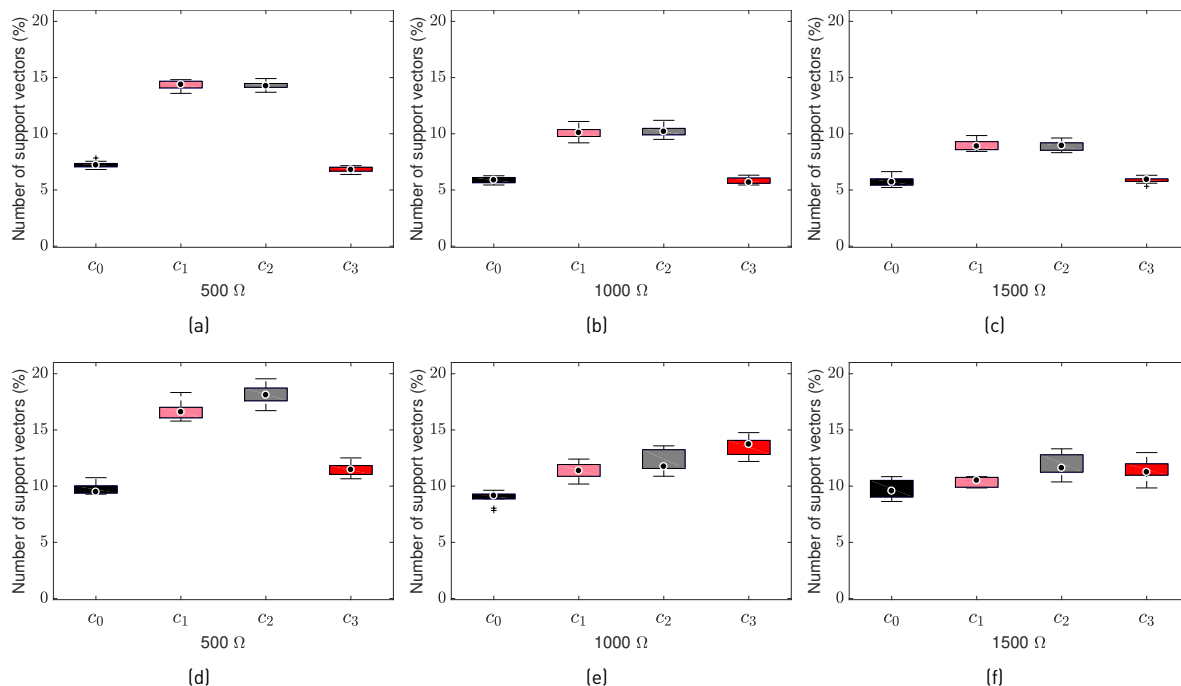 Number of support vectors (%)
20
15
10
5
0
c0 c1 c2 c3
500 Ω
(a)
Number of support vectors (%)
20
15
10
5
0
c0 c1 c2 c3
1000 Ω
(b)
Number of support vectors (%)
20
15
10
5
0
c0 c1 c2 c3
1500 Ω
(c)
Number of support vectors (%)
20
15
10
5
0
c0 c1 c2 c3
500 Ω
(d)
Number of support vectors (%)
20
15
10
5
0
c0 c1 c2 c3
1000 Ω
(e)
Number of support vectors (%)
20
15
10
5
0
c0 c1 c2 c3
1500 Ω
(f)